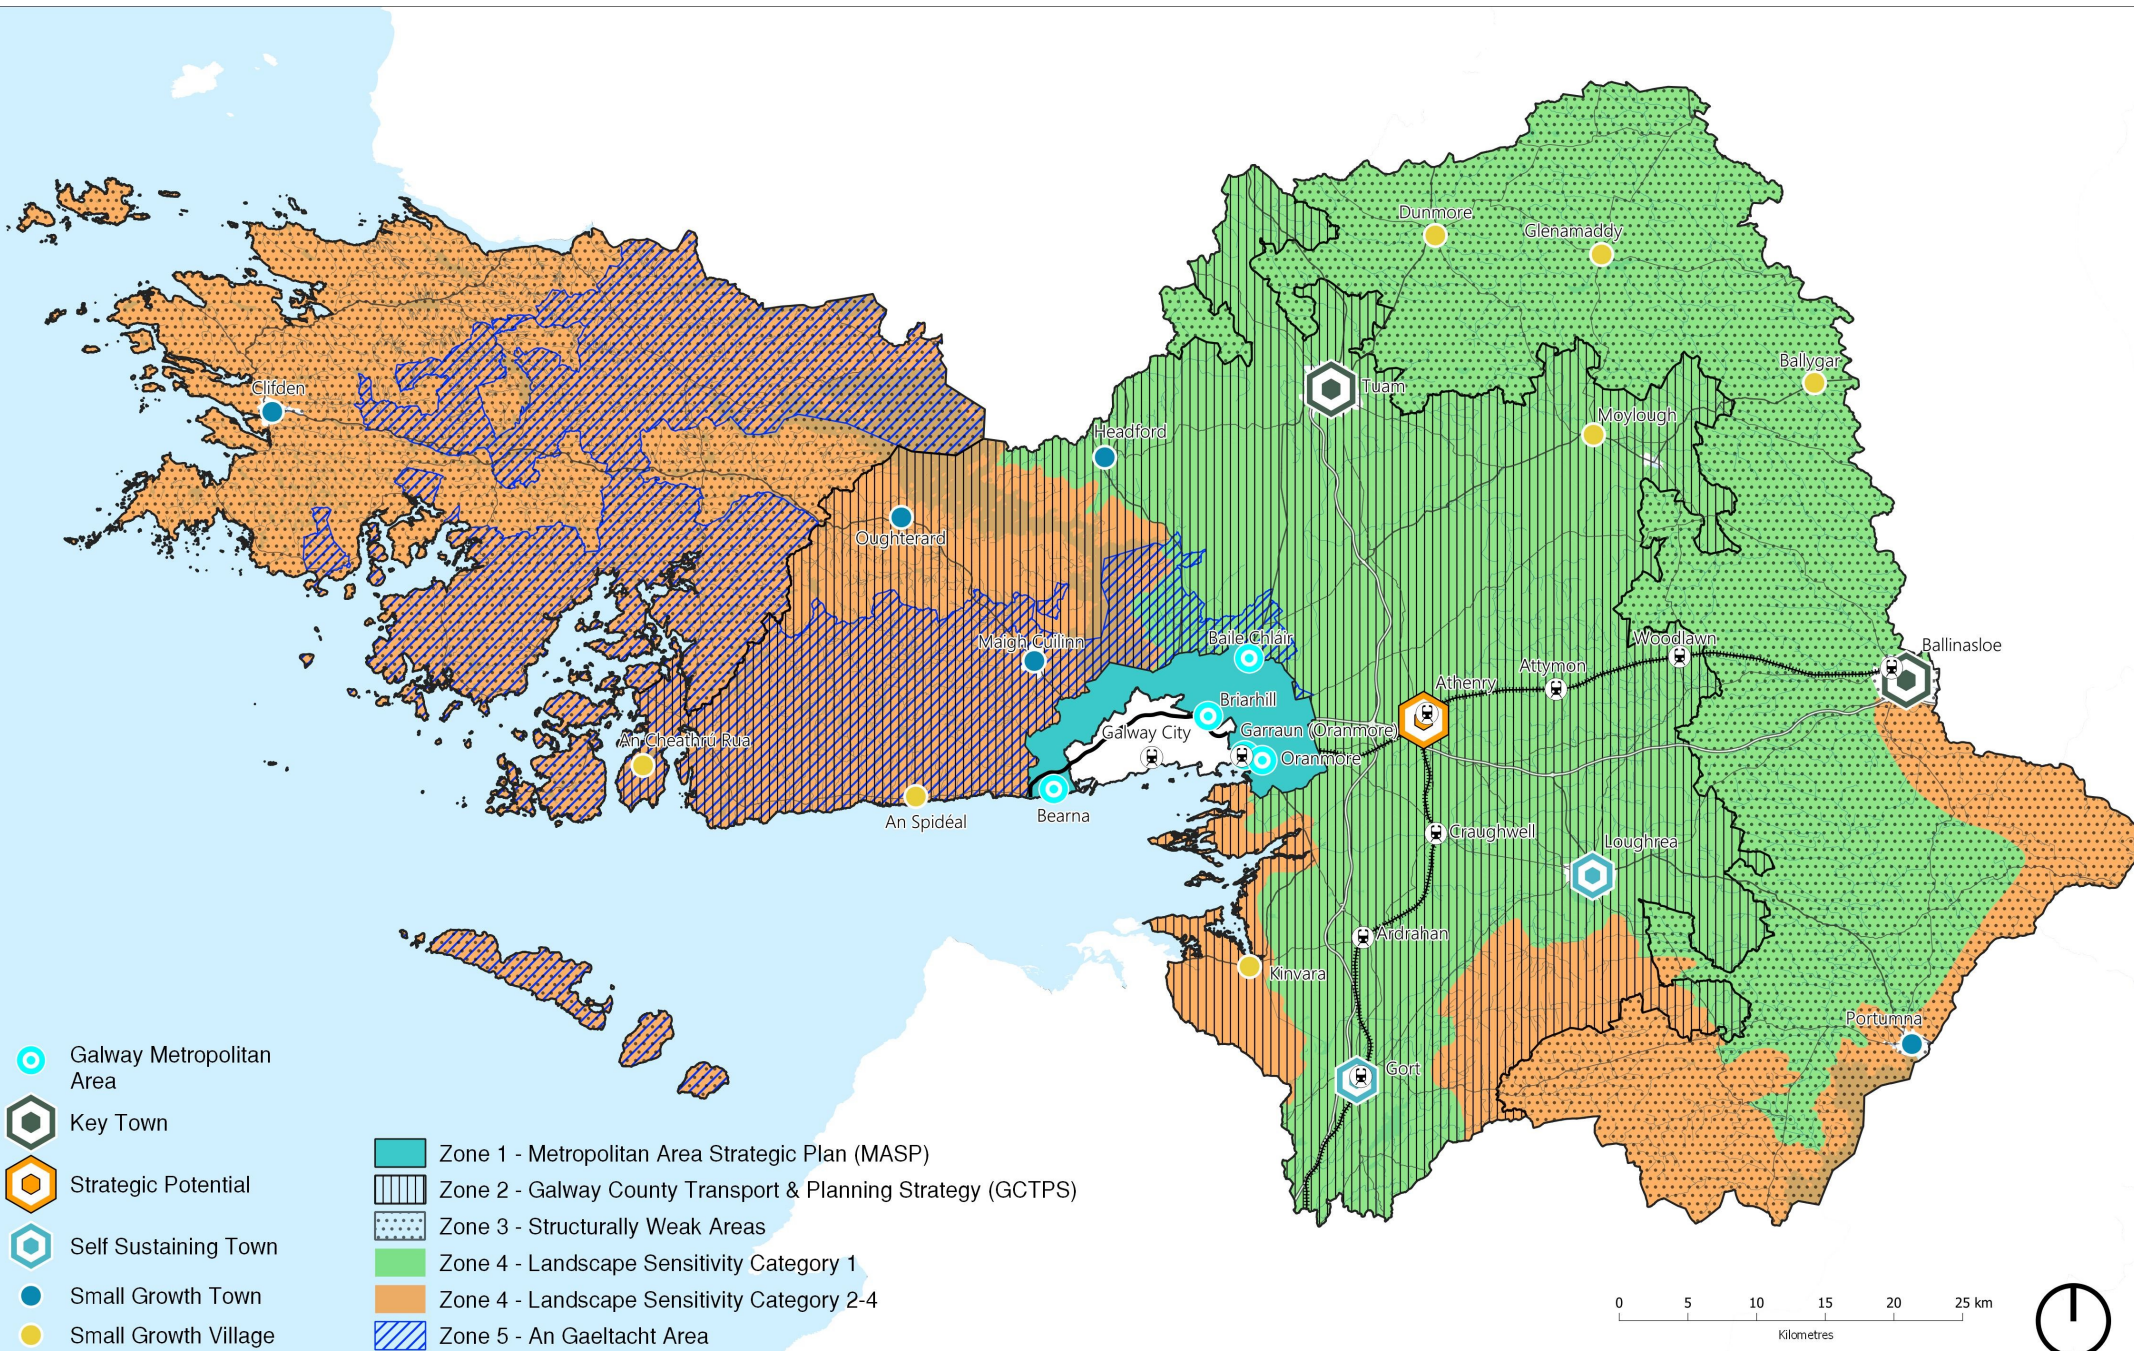 Dunmore
Glenamaddy
Ballygar
Clifden
Tuam
Moylough
Headford
Oughterard
Maigh Cuilinn
Baile Chláir
Woodlawn
Ballinasloe
Attymon
Athenry
Briarhill
Galway City
Garraun (Oranmore)
Oranmore
An Cheathrú Rua
An Spidéal
Bearna
Craughwell
Loughrea
Ardrahan
Kinvara
Portumna
Gort
Galway Metropolitan
Area
Key Town
Strategic Potential
Self Sustaining Town
Small Growth Town
Small Growth Village
Zone 1 - Metropolitan Area Strategic Plan (MASP)
Zone 2 - Galway County Transport & Planning Strategy (GCTPS)
Zone 3 - Structurally Weak Areas
Zone 4 - Landscape Sensitivity Category 1
Zone 4 - Landscape Sensitivity Category 2-4
Zone 5 - An Gaeltacht Area
0 5 10 15 20 25 km
Kilometres